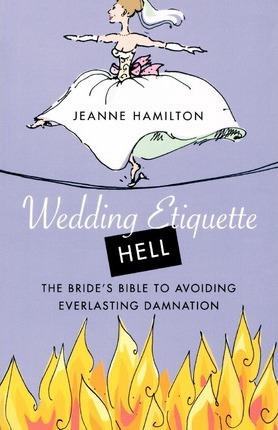 JEANNE HAMILTON
Wedding Etiquette
HELL
THE BRIDE'S BIBLE TO AVOIDING
EVERLASTING DAMNATION